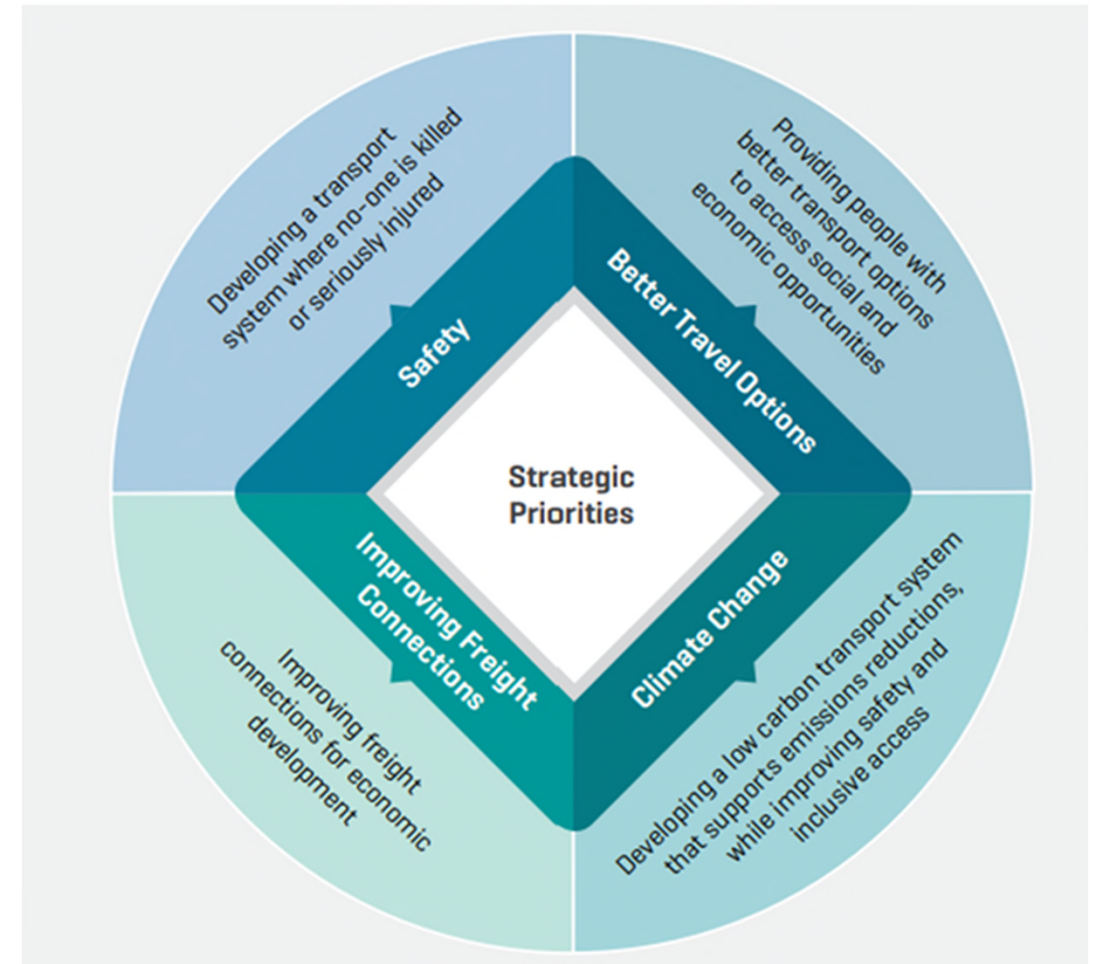 Developing a transport
system where no-one is killed
or seriously injured
Safety
Providing people with
better transport options
to access social and
economic opportunities
Better Travel Options
Strategic
Priorities
Improving Freight
Connections
Improving freight
connections for economic
development
Climate Change
Developing a low carbon transport system
that supports emissions reductions,
while improving safety and
inclusive access